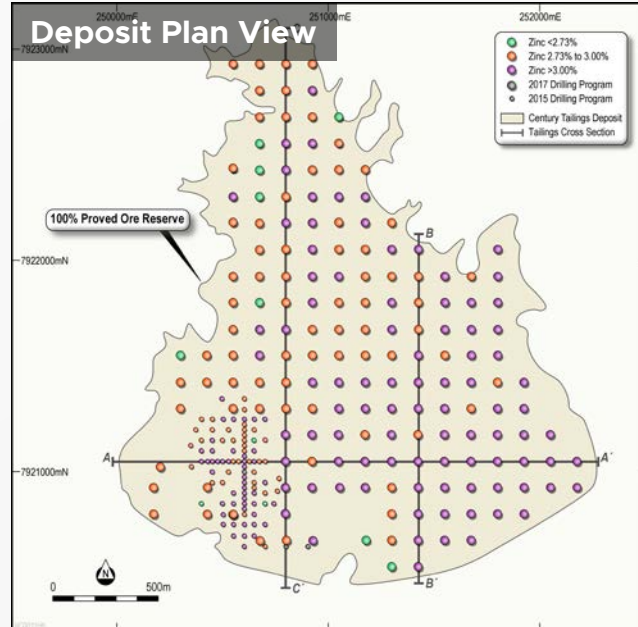 250000mE
251000mE
252000mE
Deposit Plan View
7923000mN
Zinc <2.73%
Zinc 2.73% to 3.00%
Zinc >3.00%
2017 Drilling Program
2015 Drilling Program
Century Tailings Deposit
Tailings Cross Section
100% Proved Ore Reserve
B
7922000mN
A
A´
7921000mN
N
0
500m
C´
B´